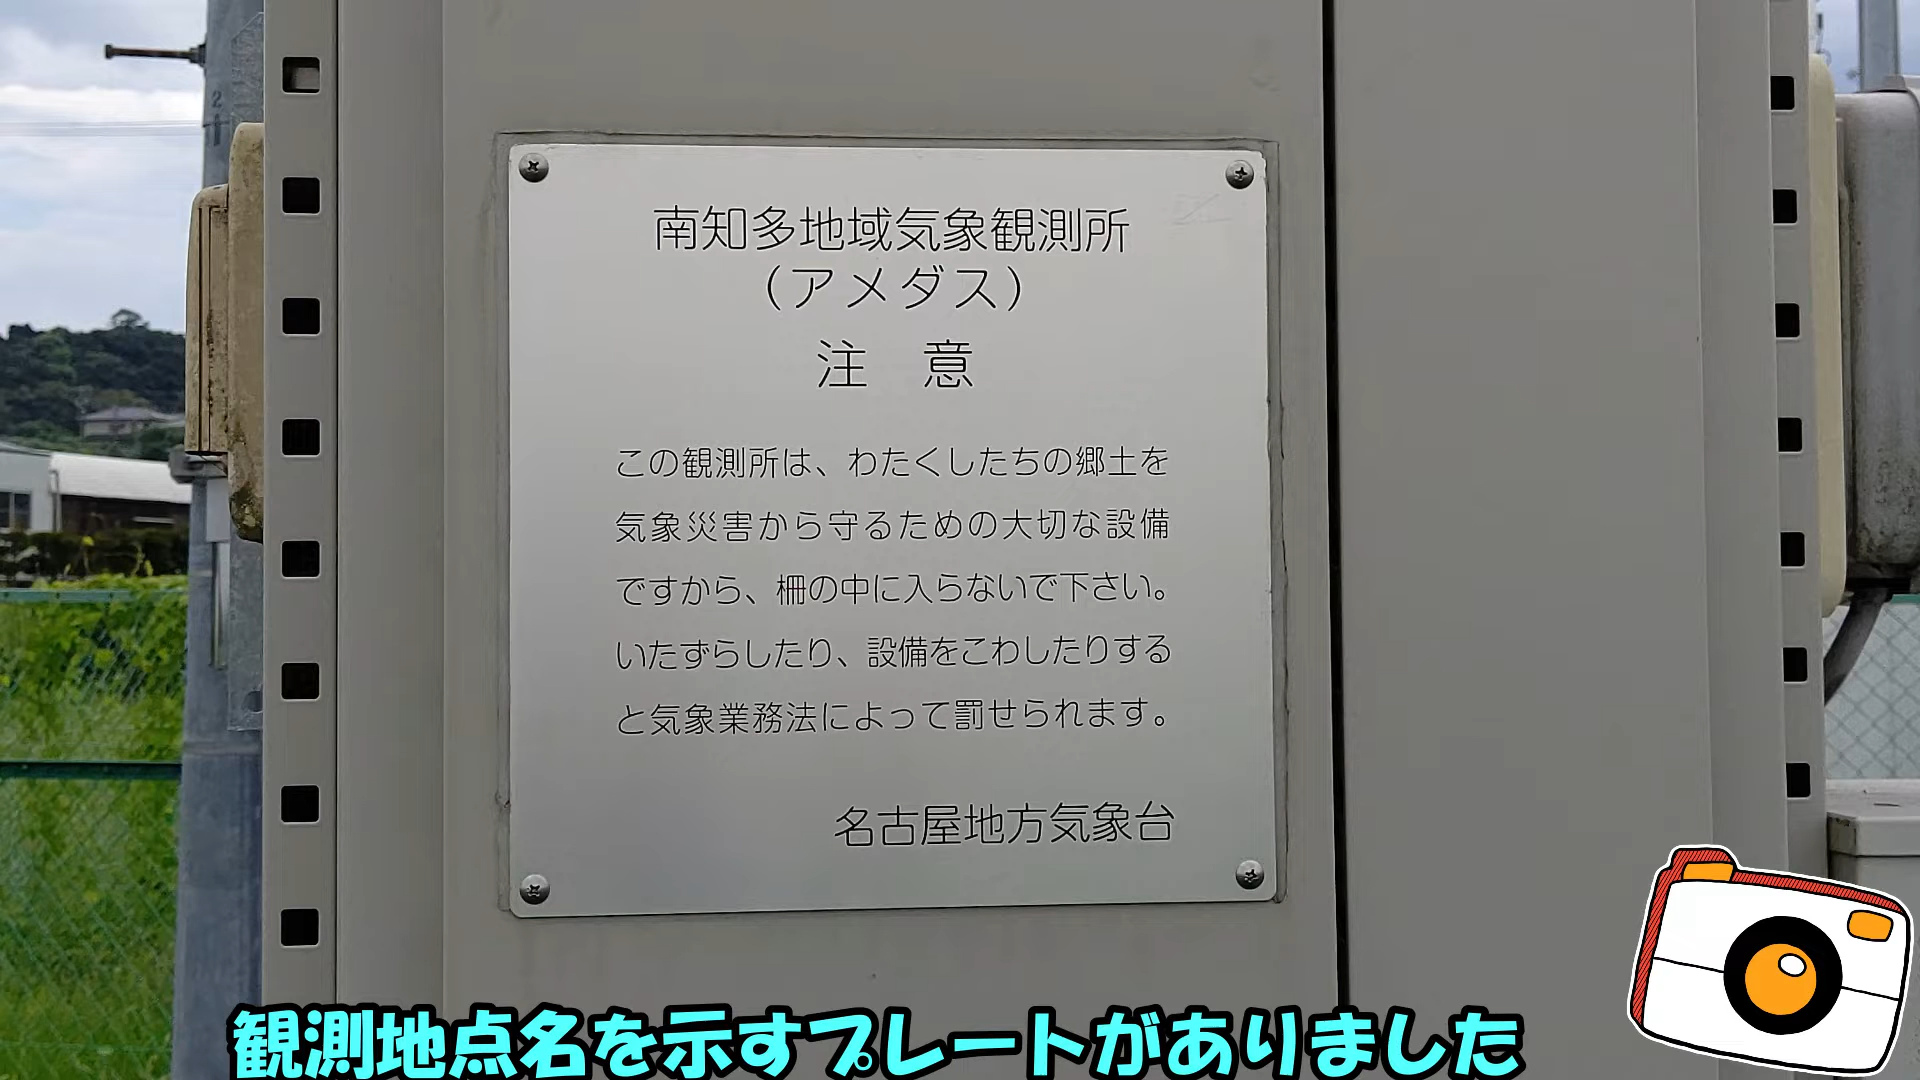 南知多地域気象観測所
(アメダス)
注 意
この観測所は、わたくしたちの郷土を
気象災害から守るための大切な設備
ですから、柵の中に入らないで下さい。
いたずらしたり、設備をこわしたりする
と気象業務法によって罰せられます。
名古屋地方気象台
観測地点名を示すプレートがありました